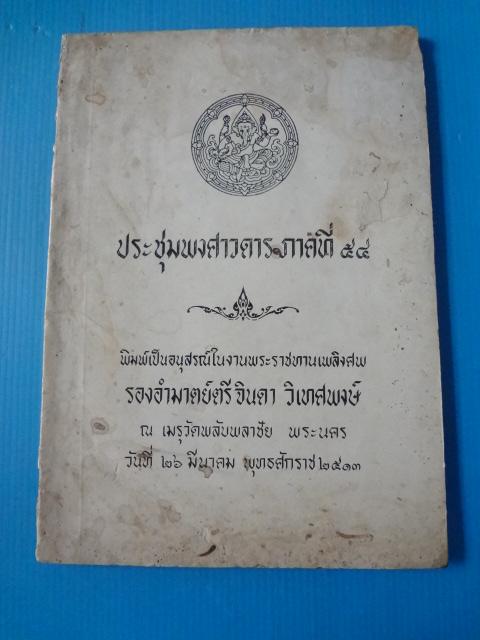 ประชุมพงศาวดาร ภาคที่ ๕๔
พิมพ์เป็นอนุสรณ์ในงานพระราชทานเพลิงศพ
รองอำมาตย์ตรี จินดา วิเทศพงษ์
ณ เมรุวัดพลับพลาชัย พระนคร
วันที่ ๒๖ มีนาคม พุทธศักราช ๒๕๑๓